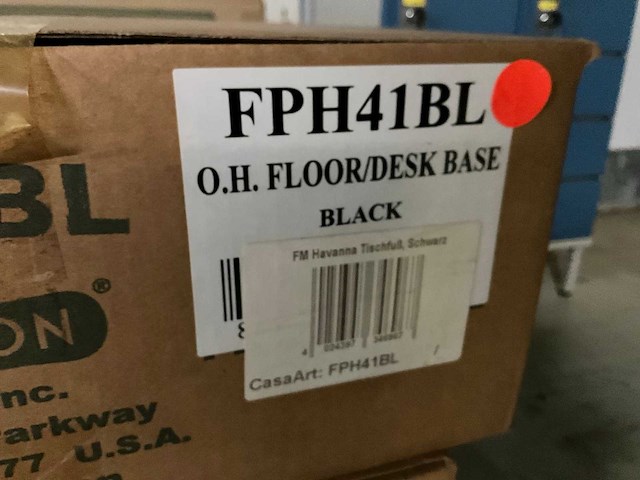 FPH41BL
O.H. FLOOR/DESK BASE
BLACK
FM Havanna Tischfuß, Schwarz
CasaArt: FPH41BL
BL
ON®
nc.
arkway
77 U.S.A.